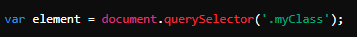 var element = document.querySelector('.myClass');